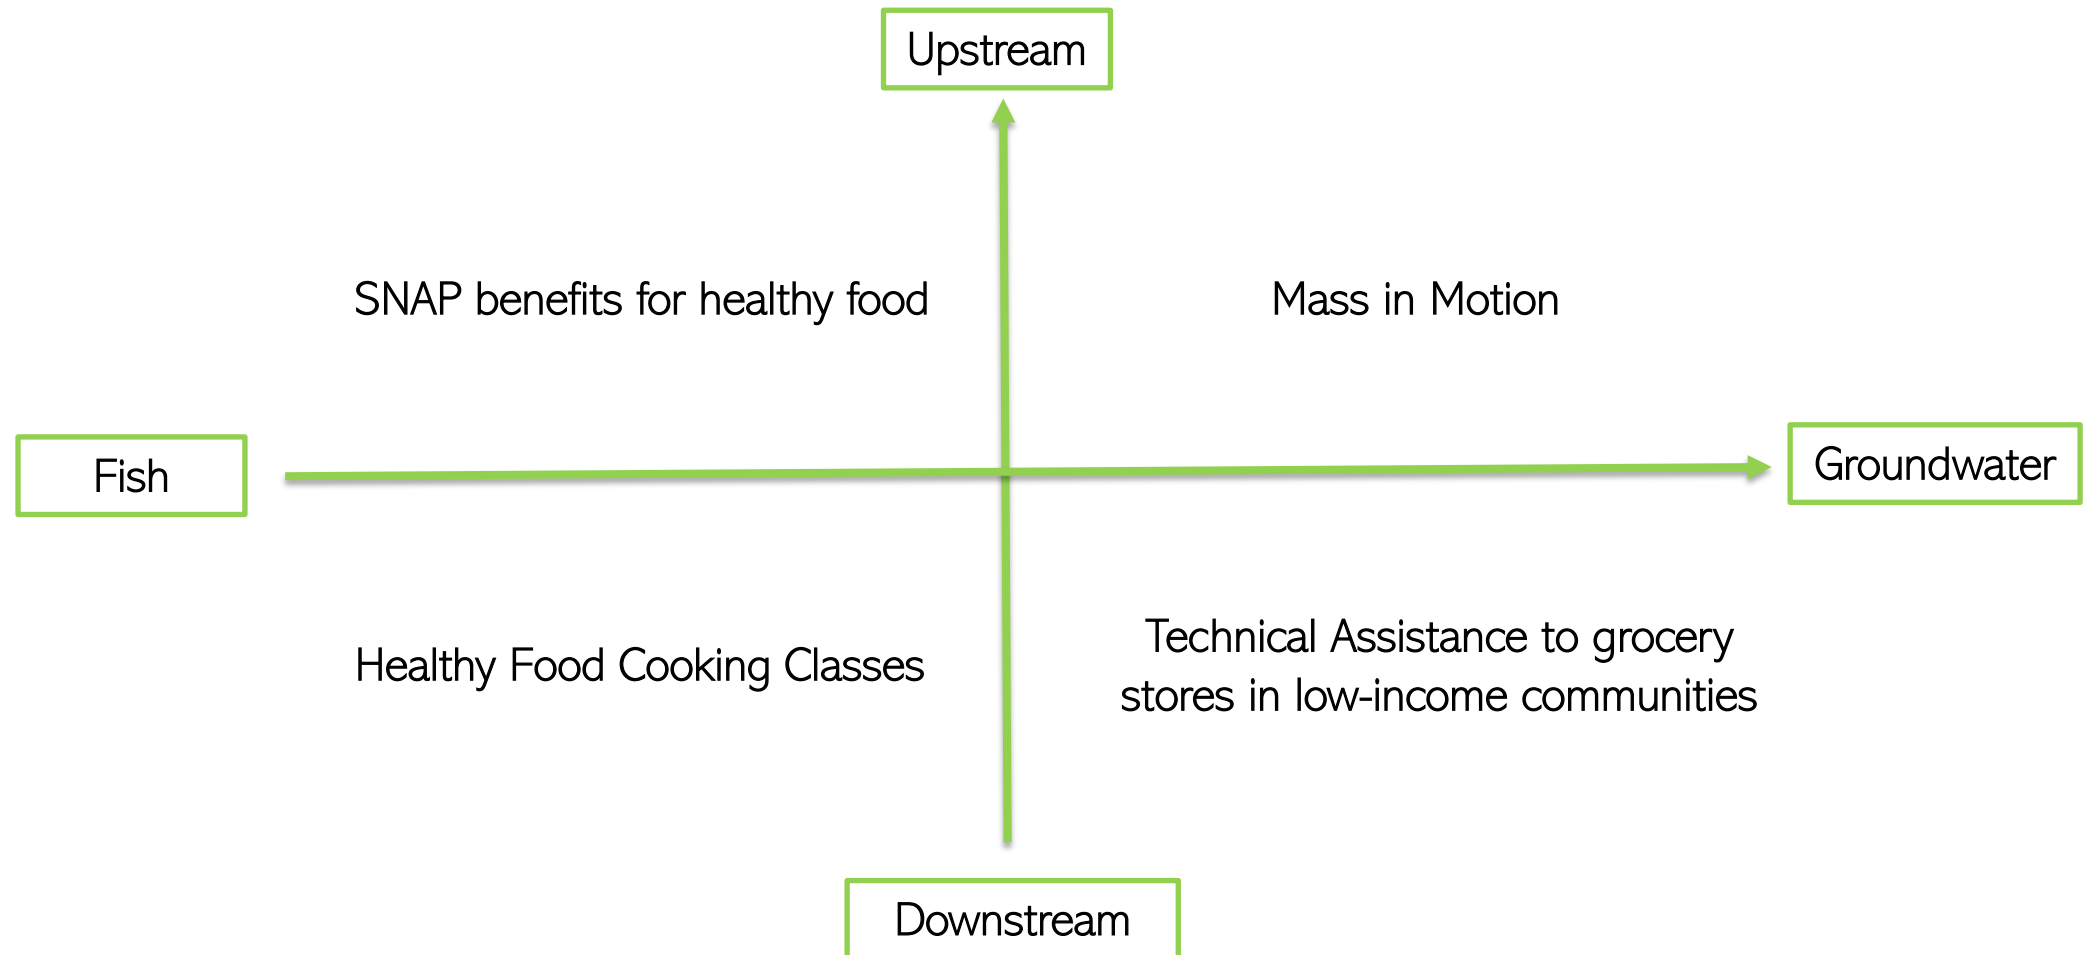 Upstream
SNAP benefits for healthy food
Mass in Motion
Fish
Groundwater
Healthy Food Cooking Classes
Technical Assistance to grocery
stores in low-income communities
Downstream